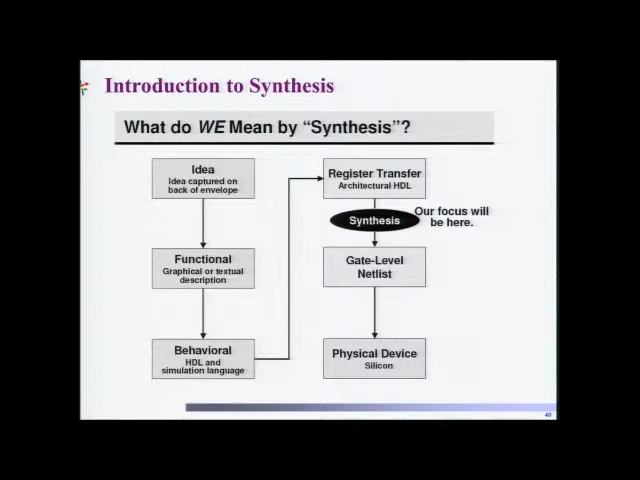 Introduction to Synthesis
What do WE Mean by “Synthesis”?
Idea
Idea captured on
back of envelope
Functional
Graphical or textual
description
Behavioral
HDL and
simulation language
Register Transfer
Architectural HDL
Synthesis
Our focus will
be here.
Gate-Level
Netlist
Physical Device
Silicon
40